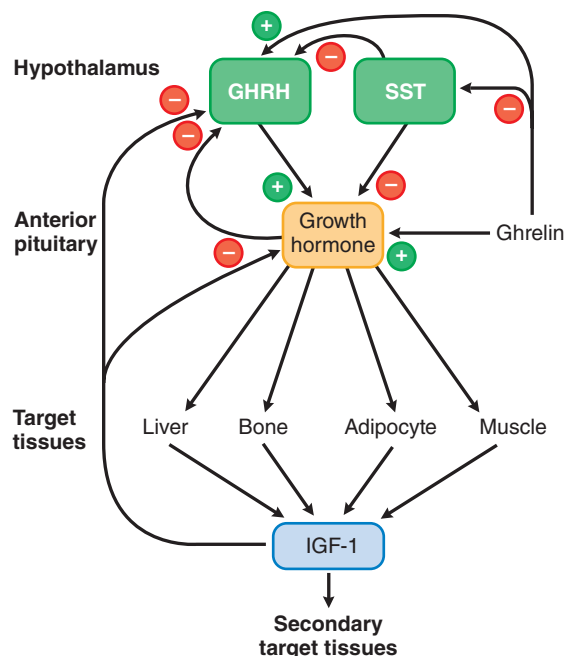 +
Hypothalamus
−
GHRH
SST
−
−
−
Anterior
pituitary
+
−
Growth
hormone
Ghrelin
−
+
Target
tissues
Liver
Bone
Adipocyte
Muscle
IGF-1
Secondary
target tissues